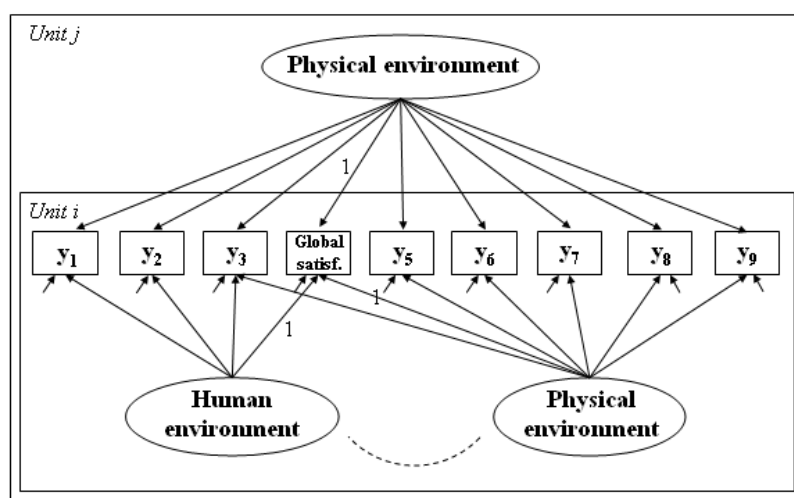 Unit j
Physical environment
1
Unit i
y1 y2 y3 Global satisf. y5 y6 y7 y8 y9
1
1
Human environment
Physical environment